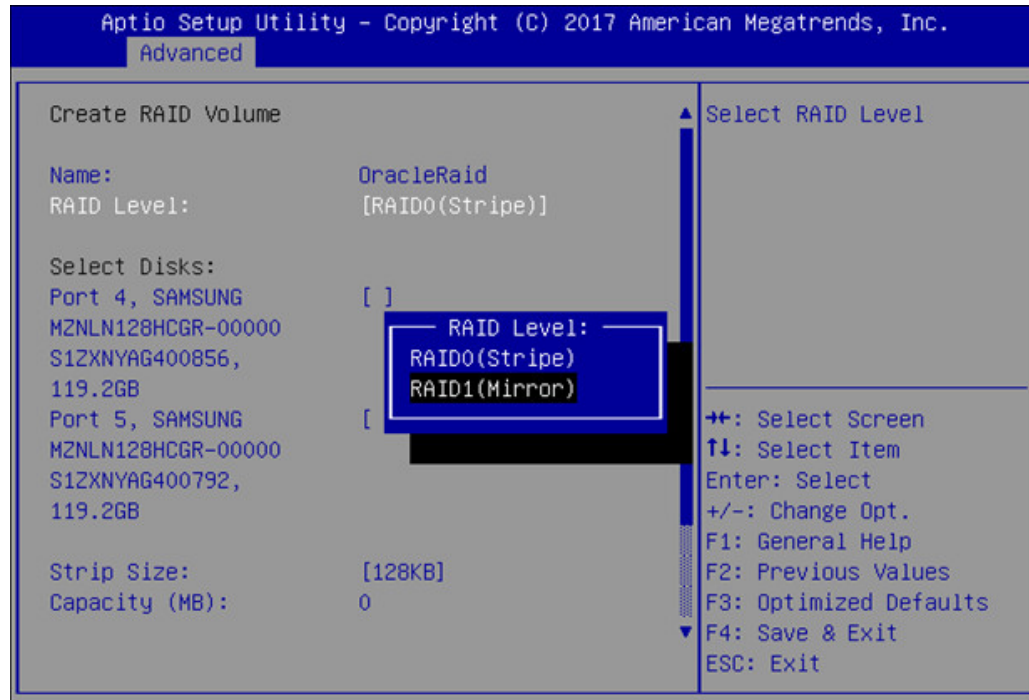 Aptio Setup Utility – Copyright (C) 2017 American Megatrends, Inc.
Advanced
Create RAID Volume
Name: OracleRaid
RAID Level: [RAID0(Stripe)]
Select Disks:
Port 4, SAMSUNG [ ]
MZNLN128HCGR-00000
S1ZXNYAG400856,
119.2GB
Port 5, SAMSUNG [
MZNLN128HCGR-00000
S1ZXNYAG400792,
119.2GB
Strip Size: [128KB]
Capacity (MB): 0
RAID Level:
RAID0(Stripe)
RAID1(Mirror)
Select RAID Level
→←: Select Screen
↑↓: Select Item
Enter: Select
+/-: Change Opt.
F1: General Help
F2: Previous Values
F3: Optimized Defaults
F4: Save & Exit
ESC: Exit